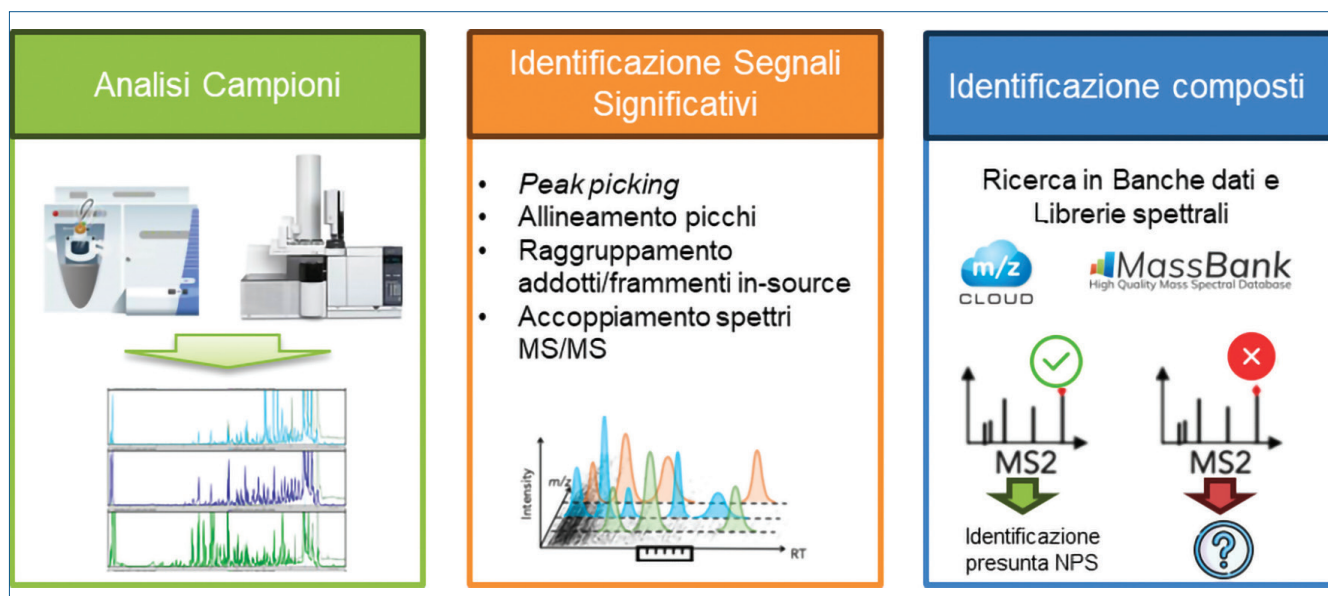 Analisi Campioni
Identificazione Segnali
Significativi
• Peak picking
• Allineamento picchi
• Raggruppamento
addotti/frammenti in-source
• Accoppiamento spettri
MS/MS
Intensity
m/z
RT
Identificazione composti
Ricerca in Banche dati e
Librerie spettrali
m/z
CLOUD
MassBank
High Quality Mass Spectral Database
MS2
MS2
Identificazione
presunta NPS
?